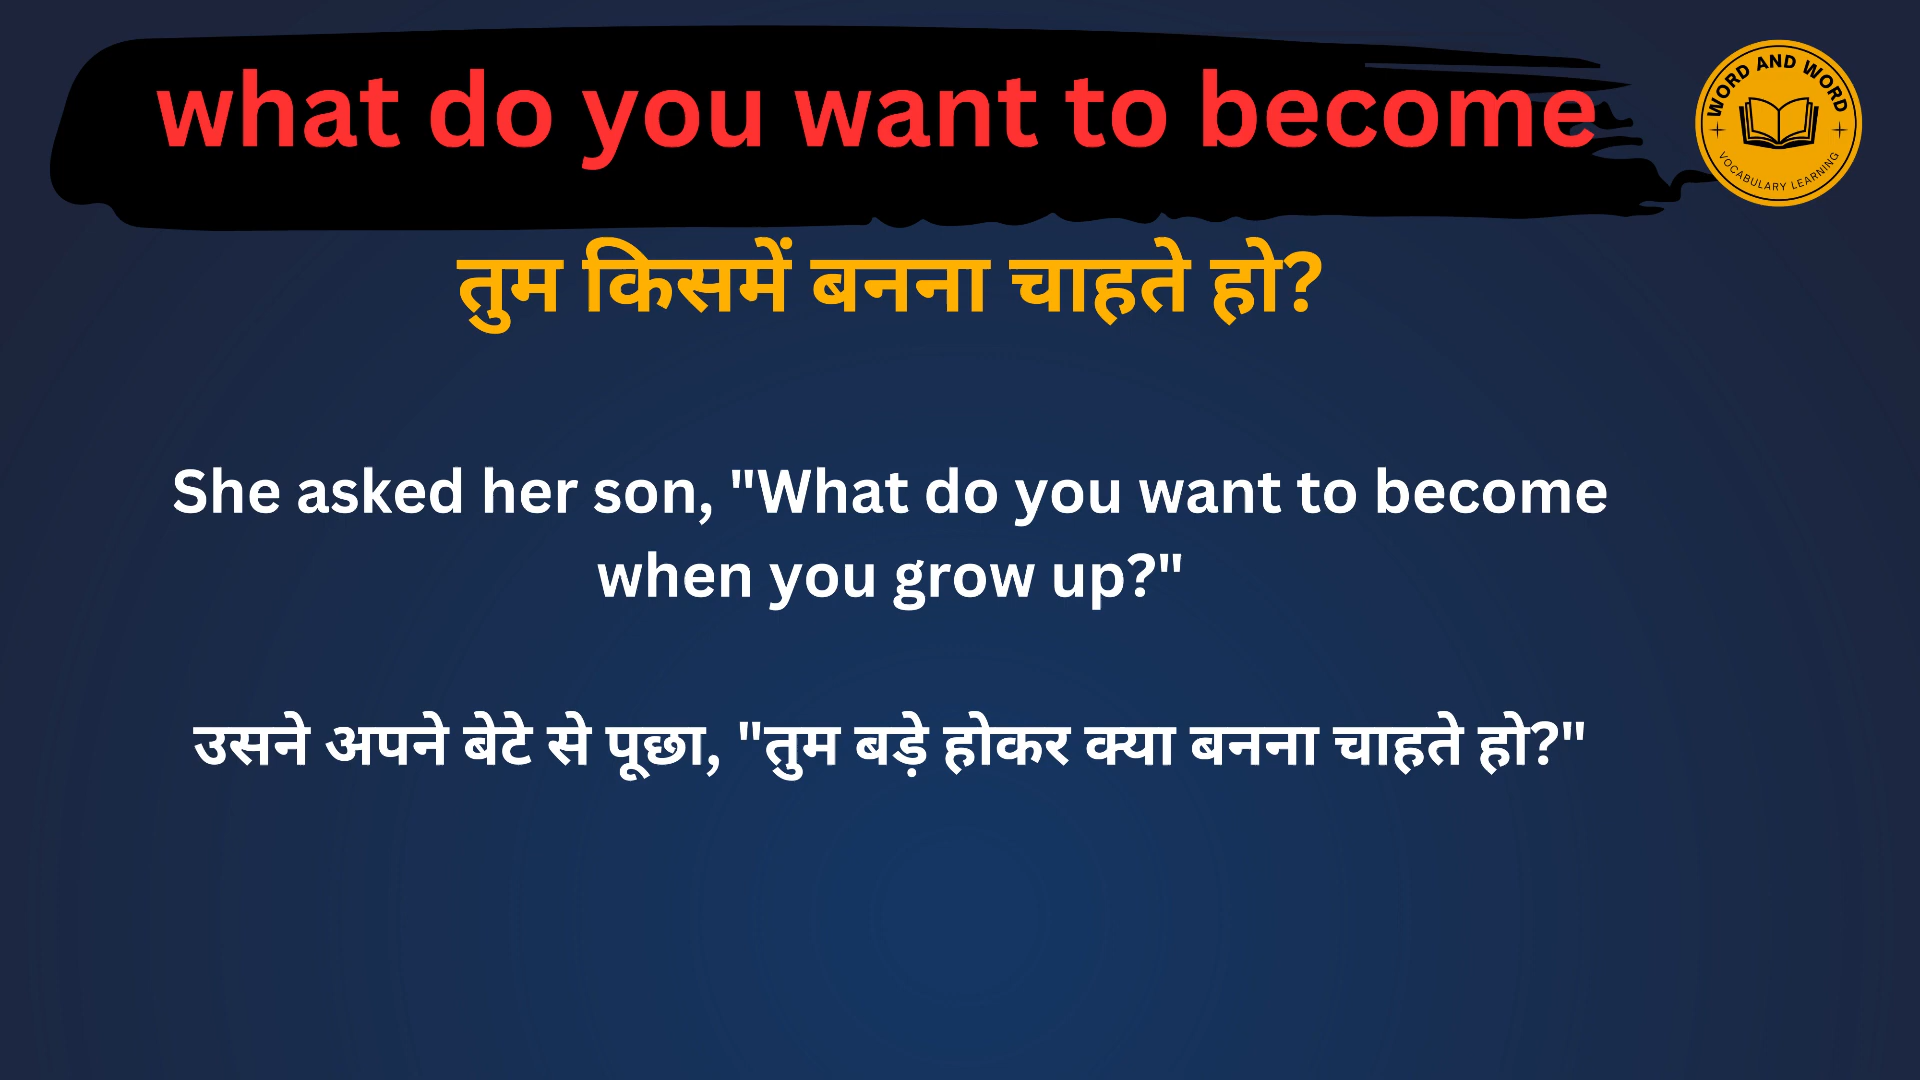 what do you want to become
WORD AND WORD
VOCABULARY LEARNING
तुम किसमें बनना चाहते हो?
She asked her son, "What do you want to become
when you grow up?"
उसने अपने बेटे से पूछा, "तुम बड़े होकर क्या बनना चाहते हो?"